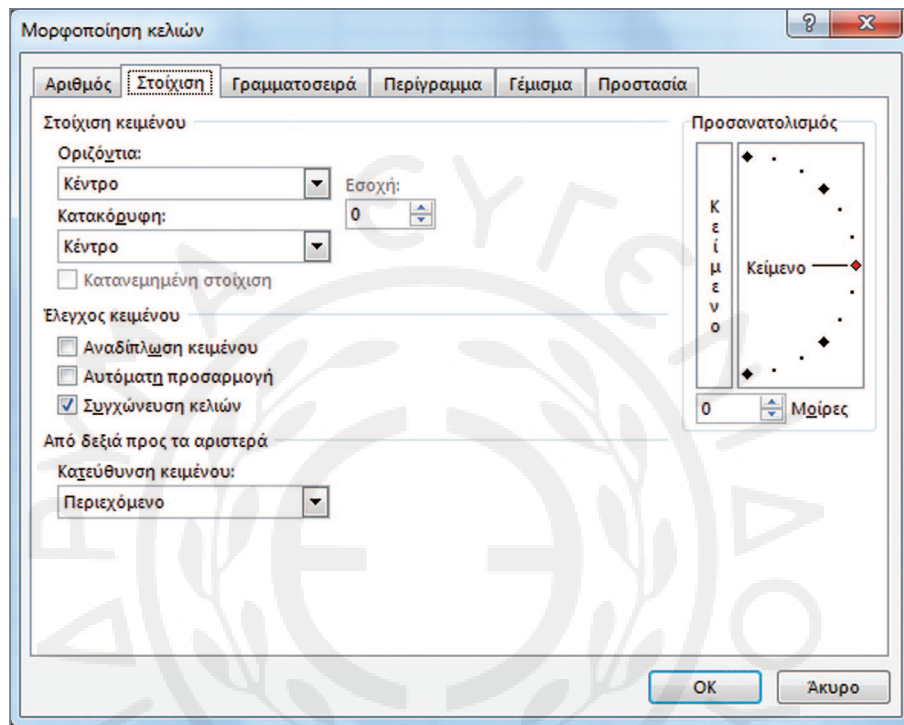 Μορφοποίηση κελιών
Αριθμός Στοίχιση Γραμματοσειρά Περίγραμμα Γέμισμα Προστασία
Στοίχιση κειμένου
Οριζόντια:
Κέντρο
Εσοχή:
0
Κατακόρυφη:
Κέντρο
Κατανεμημένη στοίχιση
Έλεγχος κειμένου
Αναδίπλωση κειμένου
Αυτόματη προσαρμογή
Συγχώνευση κελιών
Από δεξιά προς τα αριστερά
Κατεύθυνση κειμένου:
Περιεχόμενο
Προσανατολισμός
Κείμενο
Κείμενο
0 Μοίρες
OK Άκυρο